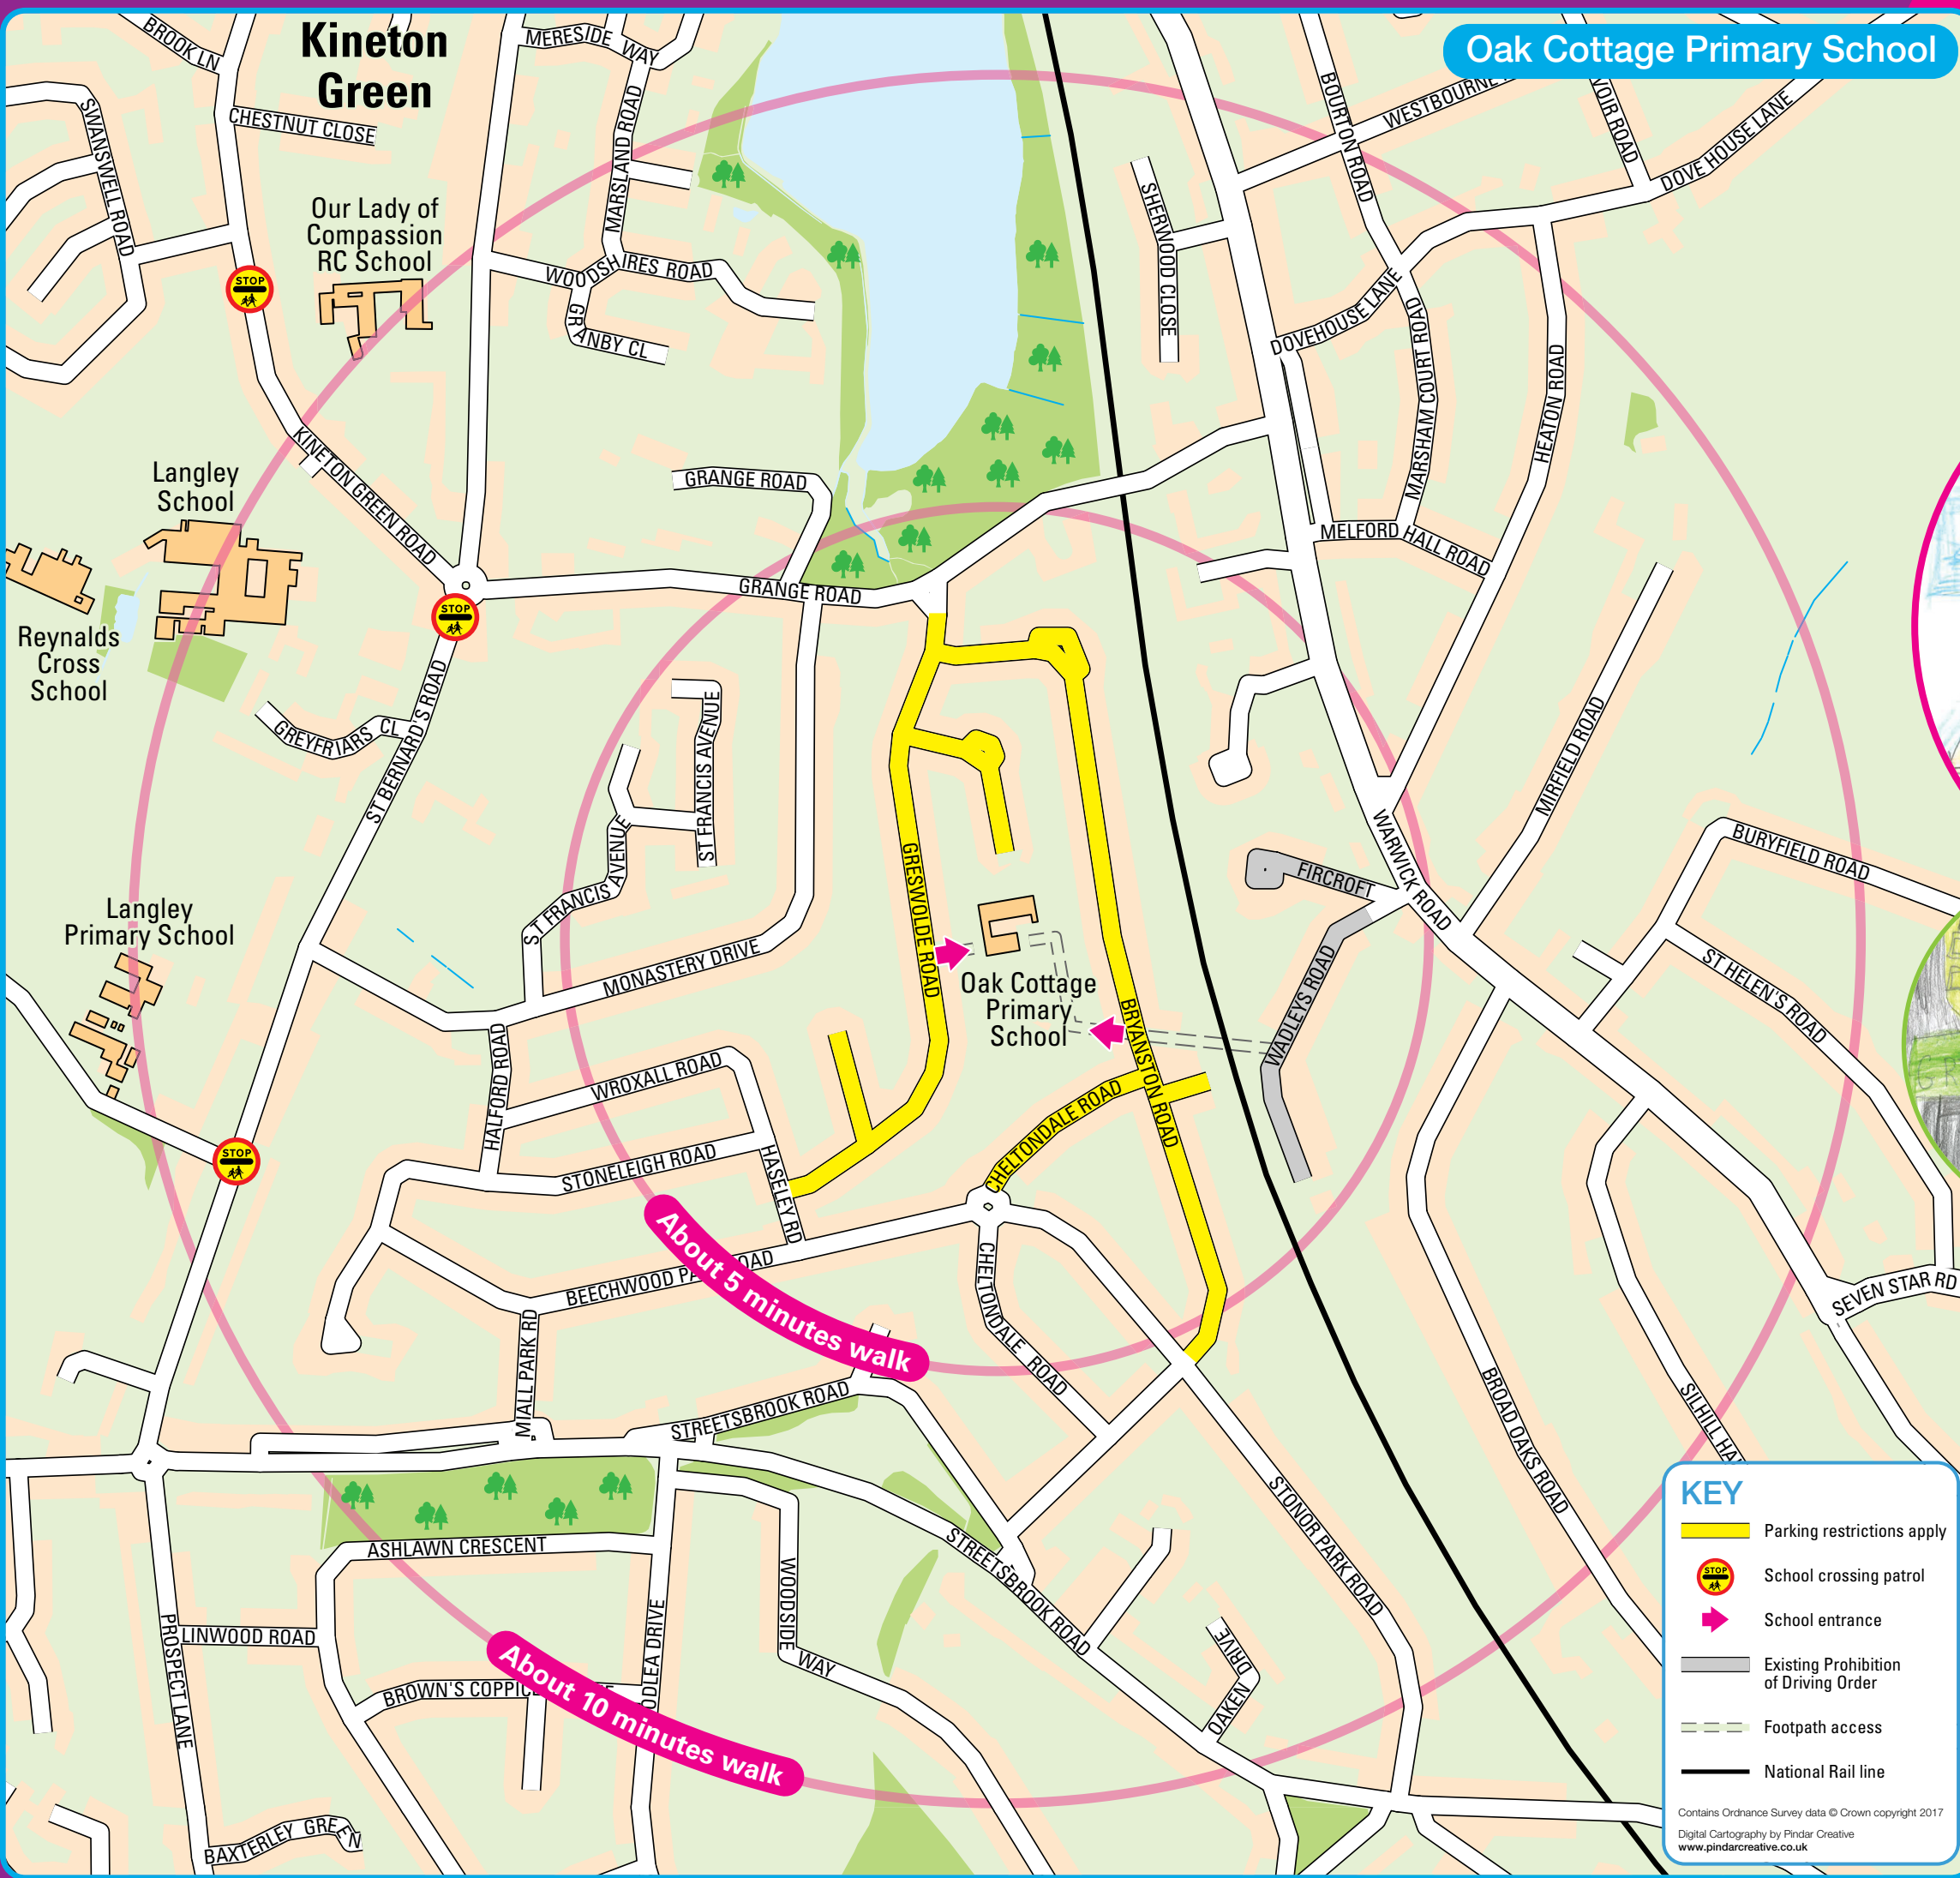 Oak Cottage Primary School
Kineton
Green
BROOK LN
MERESIDE WAY
SWANSWELL ROAD
CHESTNUT CLOSE
MARSLAND ROAD
Our Lady of
Compassion
RC School
WOODSHIRES ROAD
GRANBY CL
SHERWOOD CLOSE
BOURTON ROAD
DOVE HOUSE LANE
DOVEHOUSE LANE
MARSHAM COURT ROAD
HEATON ROAD
MELFORD HALL ROAD
STOP
KINETON GREEN ROAD
Langley
School
Reynalds
Cross
School
STOP
GRANGE ROAD
GRANGE ROAD
GREYFRIARS CL
ST BERNARD'S ROAD
ST FRANCIS AVENUE
ST FRANCIS AVENUE
GRESWOLDE ROAD
MIRFIELD ROAD
WARWICK ROAD
FIRCROFT
BURYFIELD ROAD
Langley
Primary School
MONASTERY DRIVE
Oak Cottage
Primary
School
BRYANSTON ROAD
WADLEYS ROAD
ST HELEN'S ROAD
HALFORD ROAD
WROXALL ROAD
CHELTONDALE ROAD
STOP
STONELEIGH ROAD
HASELEY RD
About 5 minutes walk
BEECHWOOD
CHELTONDALE ROAD
SEVEN STAR RD
MIALL PARK RD
STREETSBROOK ROAD
BROAD OAKS ROAD
STREETSBROOK ROAD
STONOR PARK ROAD
ASHLAWN CRESCENT
WOODSIDE WAY
PROSPECT LANE
LINWOOD ROAD
OAKEN DRIVE
BROWN'S
DRIVE
About 10 minutes walk
BAXTERLEY GREEN
KEY
Parking restrictions apply
STOP
School crossing patrol
School entrance
Existing Prohibition
of Driving Order
Footpath access
National Rail line
Contains Ordnance Survey data © Crown copyright 2017
Digital Cartography by Pindar Creative
www.pindarcreative.co.uk